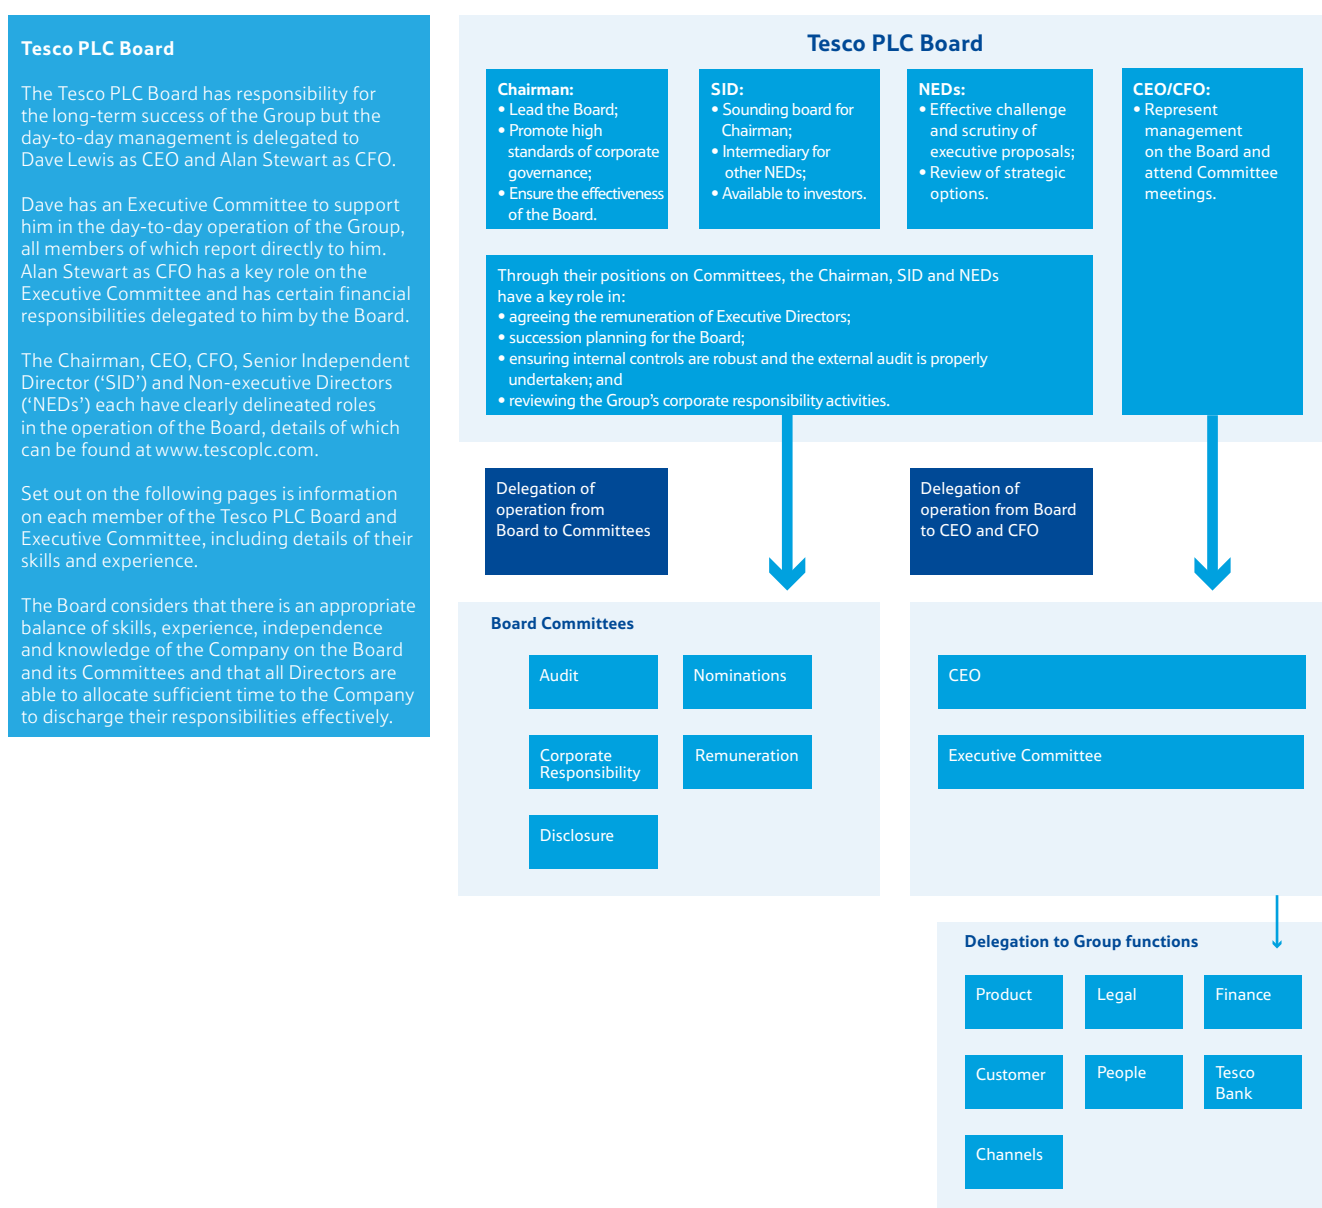 Tesco PLC Board
The Tesco PLC Board has responsibility for
the long-term success of the Group but the
day-to-day management is delegated to
Dave Lewis as CEO and Alan Stewart as CFO.
Dave has an Executive Committee to support
him in the day-to-day operation of the Group,
all members of which report directly to him.
Alan Stewart as CFO has a key role on the
Executive Committee and has certain financial
responsibilities delegated to him by the Board.
The Chairman, CEO, CFO, Senior Independent
Director (‘SID’) and Non-executive Directors
(‘NEDs’) each have clearly delineated roles
in the operation of the Board, details of which
can be found at www.tescoplc.com.
Set out on the following pages is information
on each member of the Tesco PLC Board and
Executive Committee, including details of their
skills and experience.
The Board considers that there is an appropriate
balance of skills, experience, independence
and knowledge of the Company on the Board
and its Committees and that all Directors are
able to allocate sufficient time to the Company
to discharge their responsibilities effectively.
Tesco PLC Board
Chairman:
• Lead the Board;
• Promote high
standards of corporate
governance;
• Ensure the effectiveness
of the Board.
SID:
• Sounding board for
Chairman;
• Intermediary for
other NEDs;
• Available to investors.
NEDs:
• Effective challenge
and scrutiny of
executive proposals;
• Review of strategic
options.
CEO/CFO:
• Represent
management
on the Board and
attend Committee
meetings.
Through their positions on Committees, the Chairman, SID and NEDs
have a key role in:
• agreeing the remuneration of Executive Directors;
• succession planning for the Board;
• ensuring internal controls are robust and the external audit is properly
undertaken; and
• reviewing the Group’s corporate responsibility activities.
Delegation of
operation from
Board to Committees
Delegation of
operation from Board
to CEO and CFO
Board Committees
Audit
Nominations
Corporate
Responsibility
Remuneration
Disclosure
CEO
Executive Committee
Delegation to Group functions
Product
Legal
Finance
Customer
People
Tesco
Bank
Channels